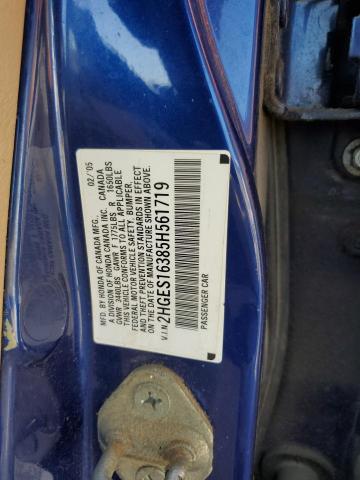 MFD. BY HONDA OF CANADA MFG., 02/'05
A DIVISION OF HONDA CANADA INC. CANADA
GVWR 3440LBS GAWR F 1775LBS R 1650LBS
THIS VEHICLE CONFORMS TO ALL APPLICABLE
FEDERAL MOTOR VEHICLE SAFETY, BUMPER,
AND THEFT PREVENTION STANDARDS IN EFFECT
ON THE DATE OF MANUFACTURE SHOWN ABOVE.
V.I.N. 2HGES16385H561719
PASSENGER CAR